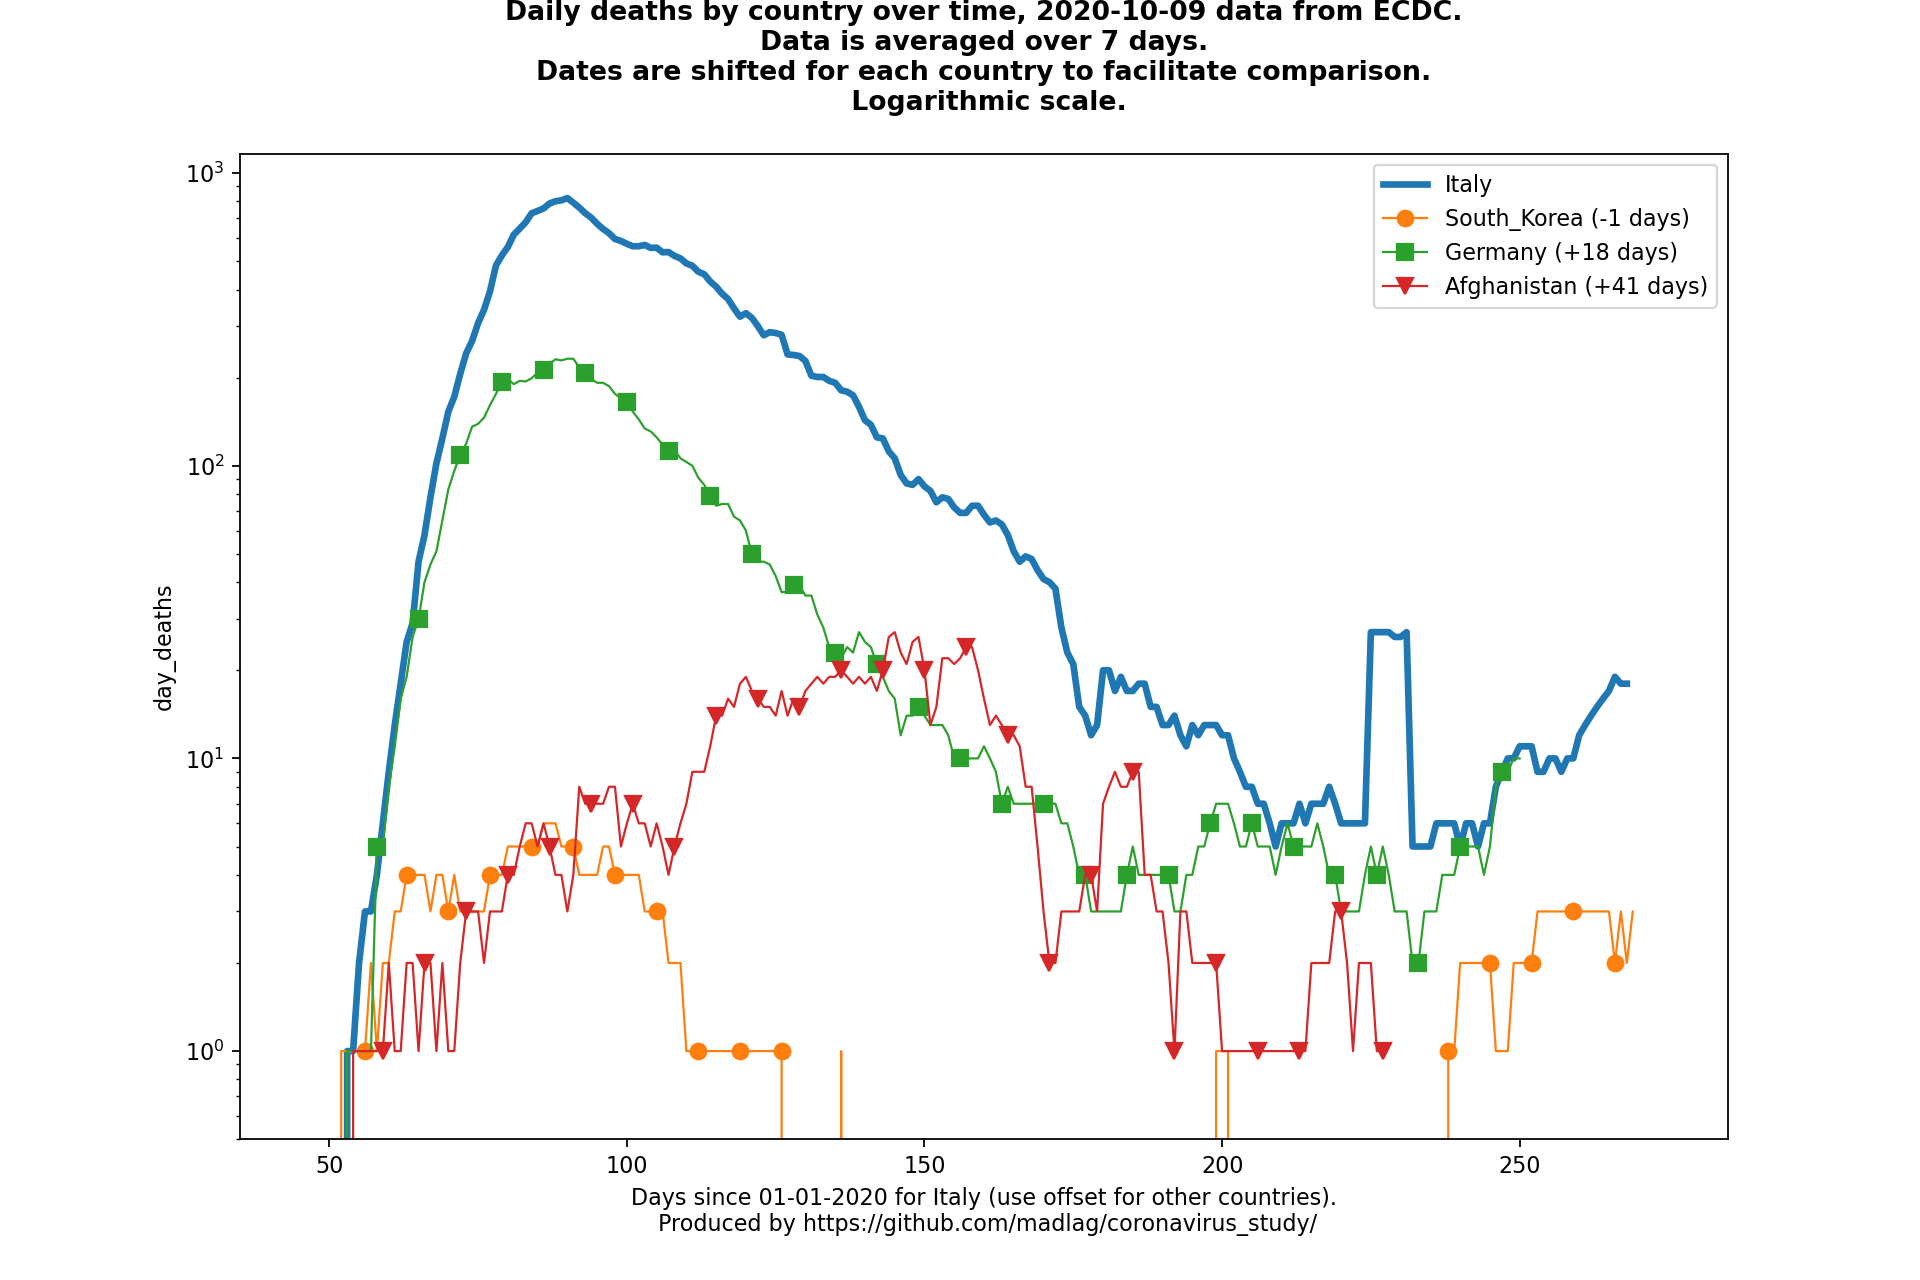 Daily deaths by country over time, 2020-10-09 data from ECDC.
Data is averaged over 7 days.
Dates are shifted for each country to facilitate comparison.
Logarithmic scale.
10³
10²
10¹
10⁰
day_deaths
Italy
South_Korea (-1 days)
Germany (+18 days)
Afghanistan (+41 days)
50 100 150 200 250
Days since 01-01-2020 for Italy (use offset for other countries).
Produced by https://github.com/madlag/coronavirus_study/